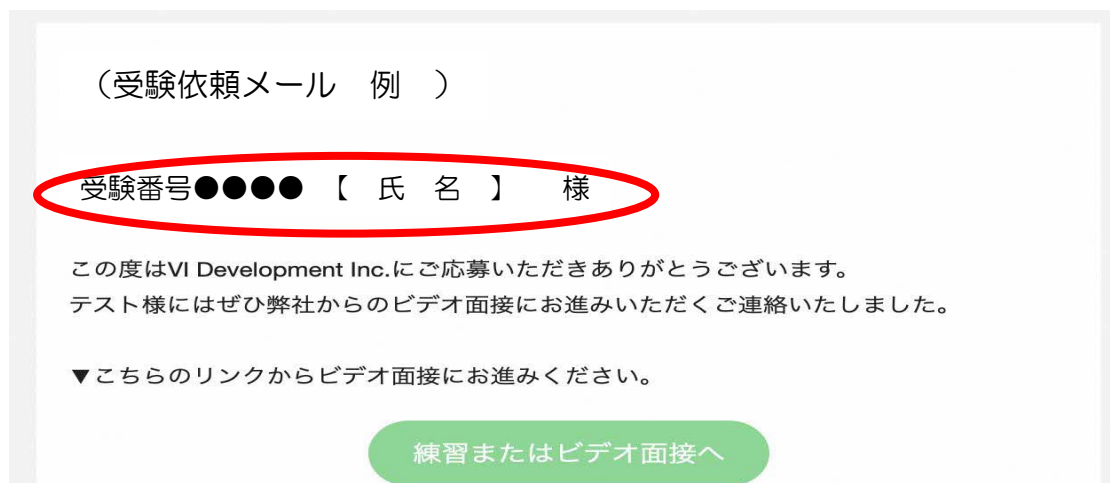 （受験依頼メール　例　）
受験番号●●●●　【　氏　名　】　様
この度はVI Development Inc.にご応募いただきありがとうございます。
テスト様にはぜひ弊社からのビデオ面接にお進みいただくご連絡いたしました。
▼こちらのリンクからビデオ面接にお進みください。
練習またはビデオ面接へ